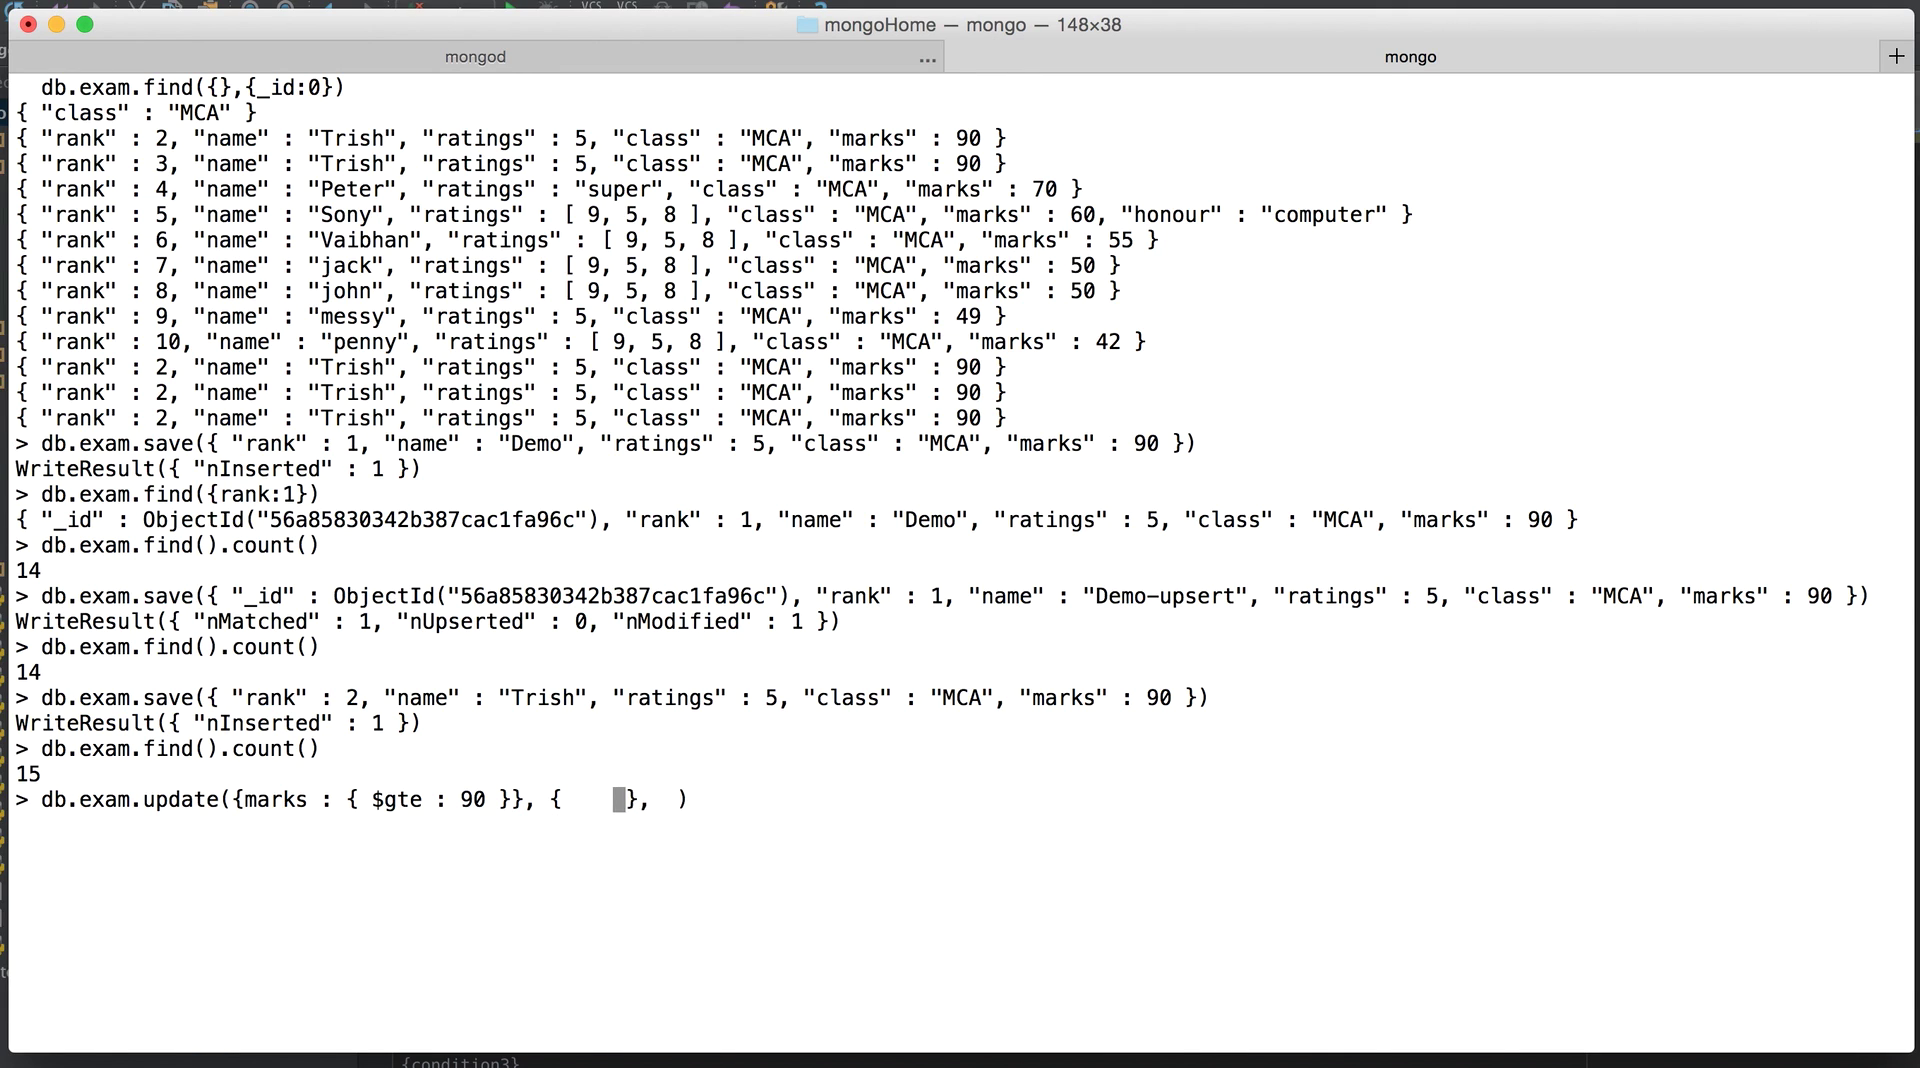 VCS VCS
mongoHome — mongo — 148×38
mongod ... mongo +
db.exam.find({},{_id:0})
{ "class" : "MCA" }
{ "rank" : 2, "name" : "Trish", "ratings" : 5, "class" : "MCA", "marks" : 90 }
{ "rank" : 3, "name" : "Trish", "ratings" : 5, "class" : "MCA", "marks" : 90 }
{ "rank" : 4, "name" : "Peter", "ratings" : "super", "class" : "MCA", "marks" : 70 }
{ "rank" : 5, "name" : "Sony", "ratings" : [ 9, 5, 8 ], "class" : "MCA", "marks" : 60, "honour" : "computer" }
{ "rank" : 6, "name" : "Vaibhan", "ratings" : [ 9, 5, 8 ], "class" : "MCA", "marks" : 55 }
{ "rank" : 7, "name" : "jack", "ratings" : [ 9, 5, 8 ], "class" : "MCA", "marks" : 50 }
{ "rank" : 8, "name" : "john", "ratings" : [ 9, 5, 8 ], "class" : "MCA", "marks" : 50 }
{ "rank" : 9, "name" : "messy", "ratings" : 5, "class" : "MCA", "marks" : 49 }
{ "rank" : 10, "name" : "penny", "ratings" : [ 9, 5, 8 ], "class" : "MCA", "marks" : 42 }
{ "rank" : 2, "name" : "Trish", "ratings" : 5, "class" : "MCA", "marks" : 90 }
{ "rank" : 2, "name" : "Trish", "ratings" : 5, "class" : "MCA", "marks" : 90 }
{ "rank" : 2, "name" : "Trish", "ratings" : 5, "class" : "MCA", "marks" : 90 }
> db.exam.save({ "rank" : 1, "name" : "Demo", "ratings" : 5, "class" : "MCA", "marks" : 90 })
WriteResult({ "nInserted" : 1 })
> db.exam.find({rank:1})
{ "_id" : ObjectId("56a85830342b387cac1fa96c"), "rank" : 1, "name" : "Demo", "ratings" : 5, "class" : "MCA", "marks" : 90 }
> db.exam.find().count()
14
> db.exam.save({ "_id" : ObjectId("56a85830342b387cac1fa96c"), "rank" : 1, "name" : "Demo-upsert", "ratings" : 5, "class" : "MCA", "marks" : 90 })
WriteResult({ "nMatched" : 1, "nUpserted" : 0, "nModified" : 1 })
> db.exam.find().count()
14
> db.exam.save({ "rank" : 2, "name" : "Trish", "ratings" : 5, "class" : "MCA", "marks" : 90 })
WriteResult({ "nInserted" : 1 })
> db.exam.find().count()
15
> db.exam.update({marks : { $gte : 90 }}, {    }, )
{condition3}